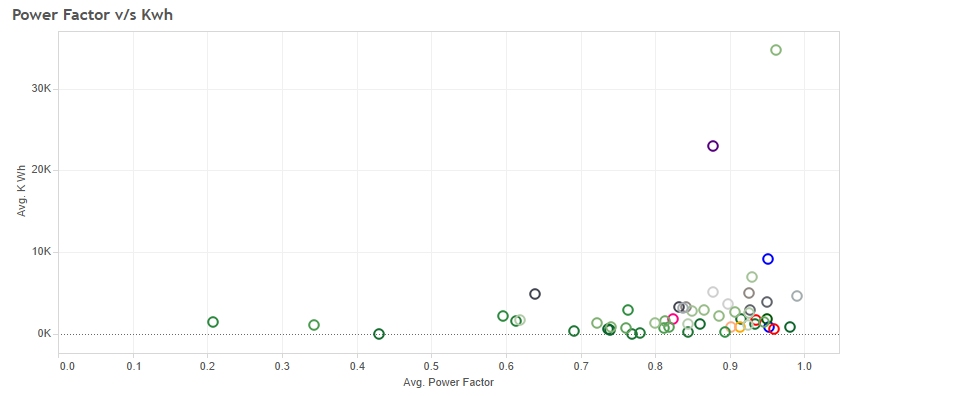 Power Factor v/s Kwh
30K
20K
10K
0K
Avg. K Wh
0.0 0.1 0.2 0.3 0.4 0.5 0.6 0.7 0.8 0.9 1.0
Avg. Power Factor